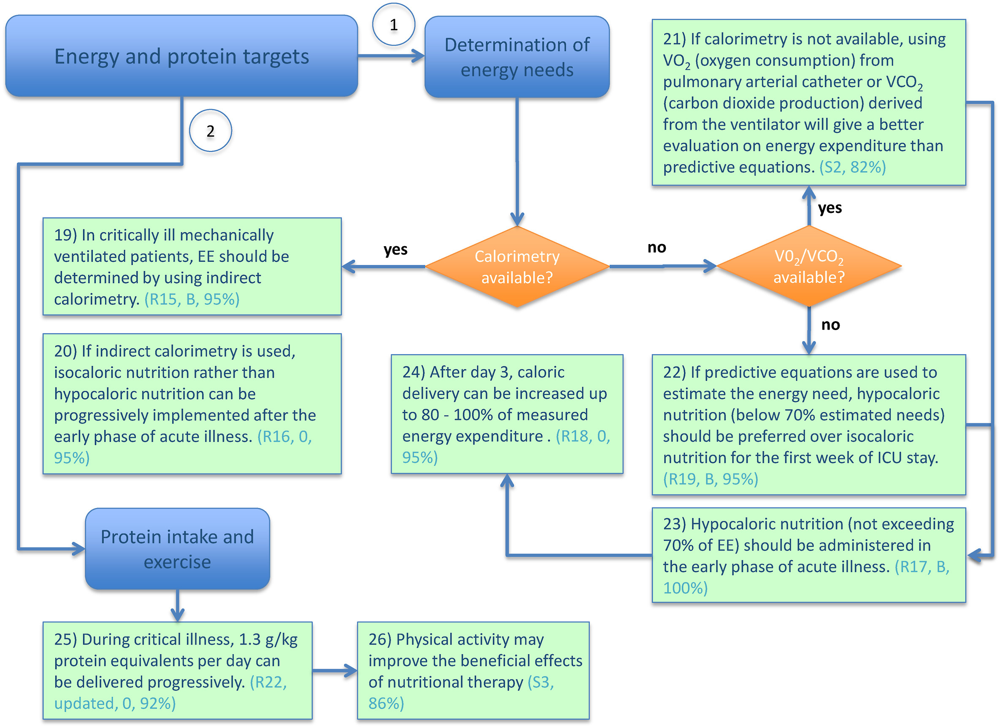 Energy and protein targets
1
Determination of
energy needs
2
21) If calorimetry is not available, using
VO₂ (oxygen consumption) from
pulmonary arterial catheter or VCO₂
(carbon dioxide production) derived
from the ventilator will give a better
evaluation on energy expenditure than
predictive equations. (S2, 82%)
yes
19) In critically ill mechanically
ventilated patients, EE should be
determined by using indirect
calorimetry. (R15, B, 95%)
yes
Calorimetry
available?
no
V0₂/VCO₂
available?
no
20) If indirect calorimetry is used,
isocaloric nutrition rather than
hypocaloric nutrition can be
progressively implemented after the
early phase of acute illness. (R16, 0,
95%)
24) After day 3, caloric
delivery can be increased up
to 80 - 100% of measured
energy expenditure . (R18, 0,
95%)
22) If predictive equations are used to
estimate the energy need, hypocaloric
nutrition (below 70% estimated needs)
should be preferred over isocaloric
nutrition for the first week of ICU stay.
(R19, B, 95%)
23) Hypocaloric nutrition (not exceeding
70% of EE) should be administered in
the early phase of acute illness. (R17, B,
100%)
Protein intake and
exercise
25) During critical illness, 1.3 g/kg
protein equivalents per day can
be delivered progressively. (R22,
updated, 0, 92%)
26) Physical activity may
improve the beneficial effects
of nutritional therapy (S3,
86%)